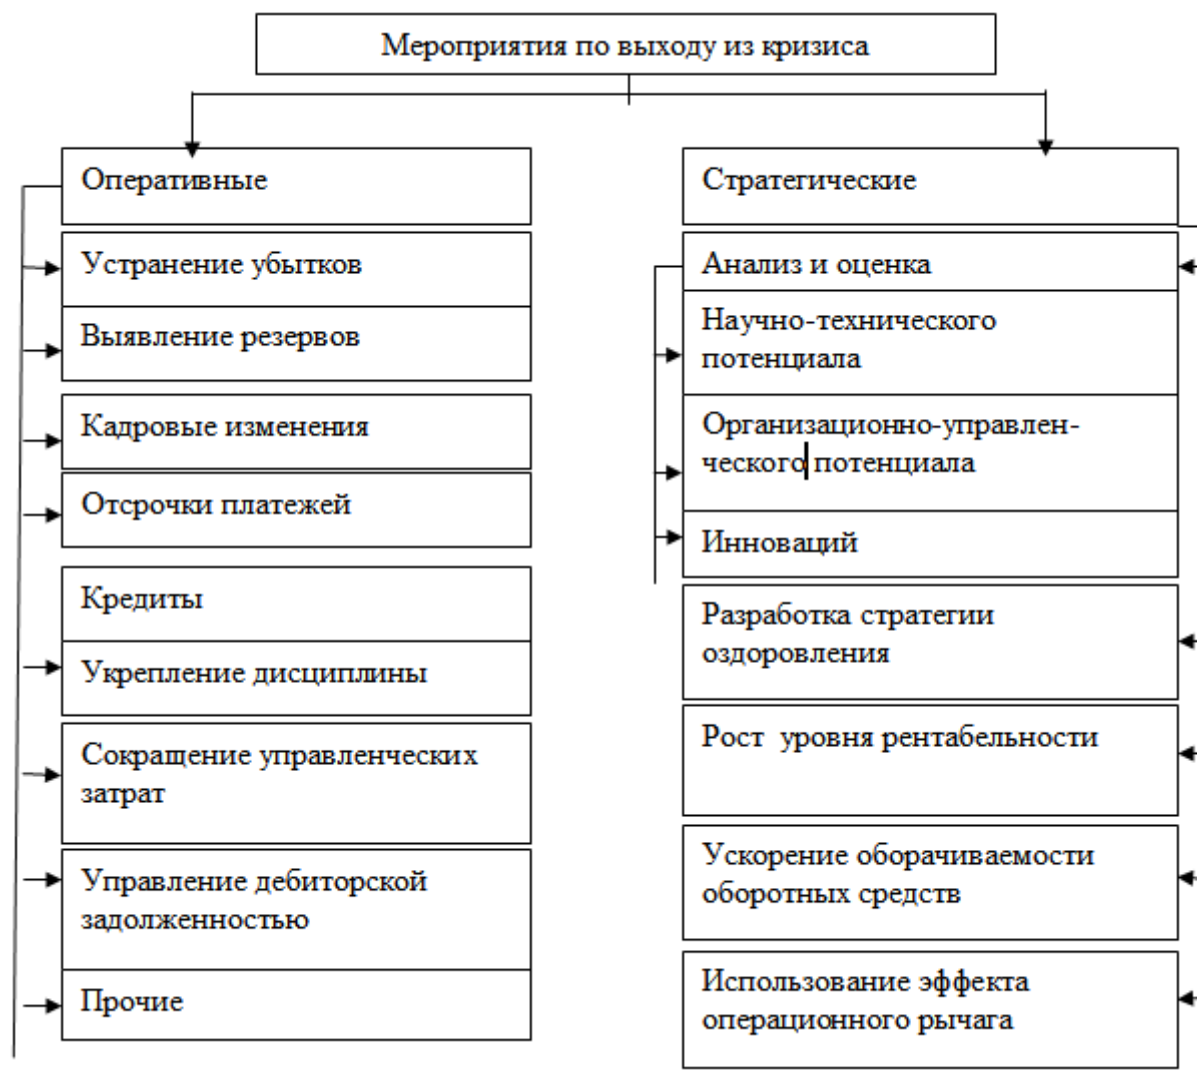 Мероприятия по выходу из кризиса
Оперативные
Устранение убытков
Выявление резервов
Кадровые изменения
Отсрочки платежей
Кредиты
Укрепление дисциплины
Сокращение управленческих
затрат
Управление дебиторской
задолженностью
Прочие
Стратегические
Анализ и оценка
Научно-технического
потенциала
Организационно-управлен-
ческого потенциала
Инноваций
Разработка стратегии
оздоровления
Рост уровня рентабельности
Ускорение оборачиваемости
оборотных средств
Использование эффекта
операционного рычага